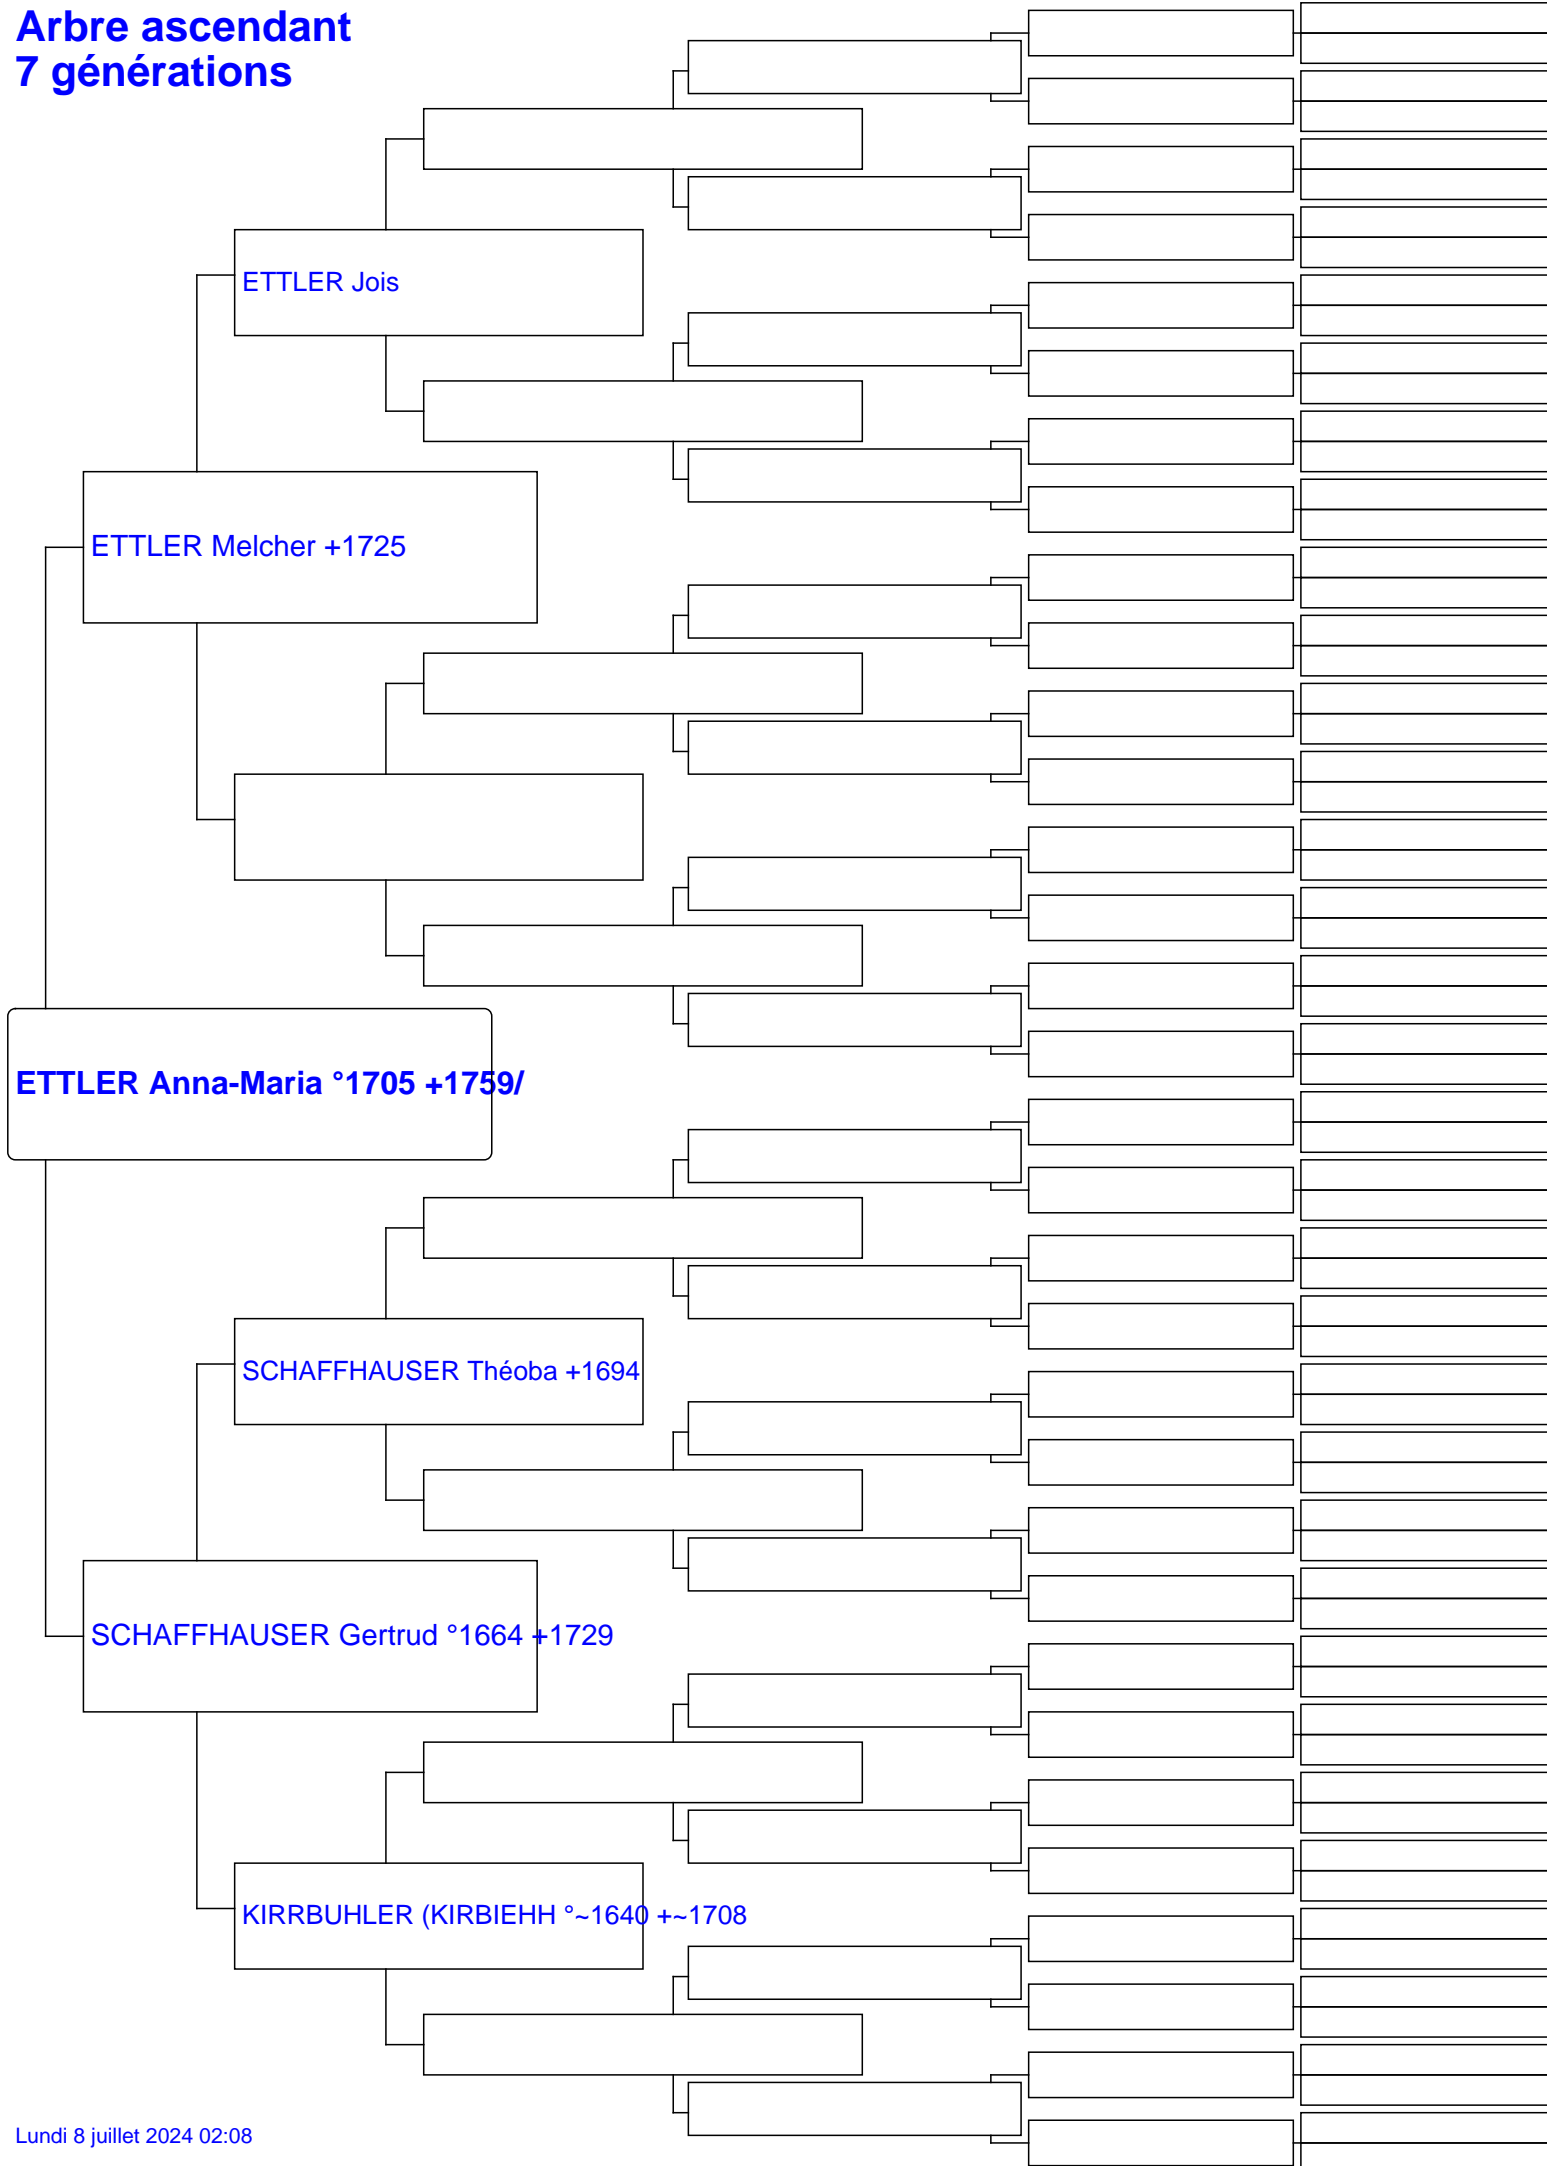 Arbre ascendant
7 générations
ETTLER Jois
ETTLER Melcher +1725
ETTLER Anna-Maria °1705 +1759/
SCHAFFHAUSER Théoba +1694
SCHAFFHAUSER Gertrud °1664 +1729
KIRRBUHLER (KIRBIEHH °~1640 +~1708
Lundi 8 juillet 2024 02:08